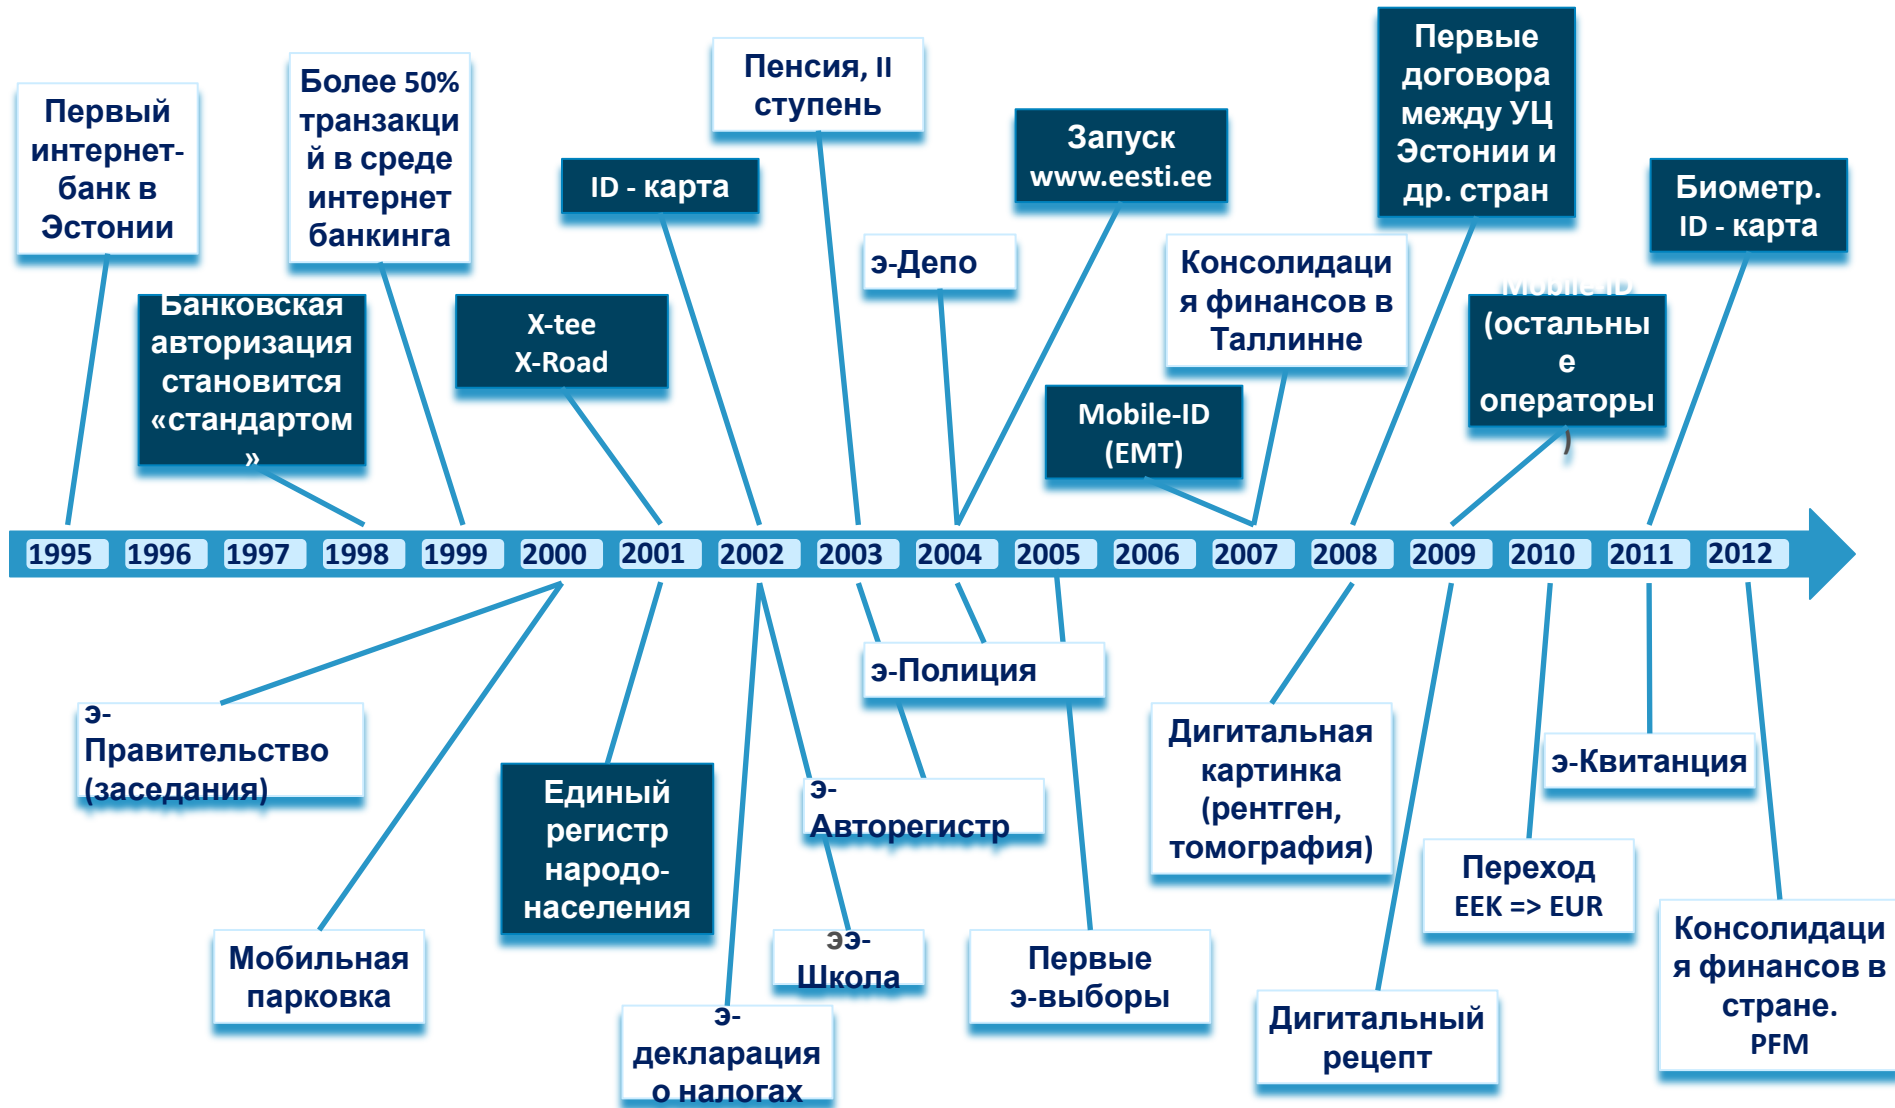 Первый
интернет-
банк в
Эстонии
Более 50%
транзакци
й в среде
интернет
банкинга
Пенсия, II
ступень
Первые
договора
между УЦ
Эстонии и
др. стран
Запуск
www.eesti.ee
ID - карта
Биометр.
ID - карта
э-Депо
Консолидаци
я финансов в
Таллинне
Банковская
авторизация
становится
«стандартом
»
X-tee
X-Road
Mobile-ID
(остальны
е
операторы
)
Mobile-ID
(EMT)
1995 1996 1997 1998 1999 2000 2001 2002 2003 2004 2005 2006 2007 2008 2009 2010 2011 2012
э-
Правительство
(заседания)
э-Полиция
Единый
регистр
народо-
населения
э-
Авторегистр
Дигитальная
картинка
(рентген,
томография)
э-Квитанция
Переход
EEK => EUR
Мобильная
парковка
ээ-
Школа
Первые
э-выборы
Консолидаци
я финансов в
стране.
PFM
э-
декларация
о налогах
Дигитальный
рецепт